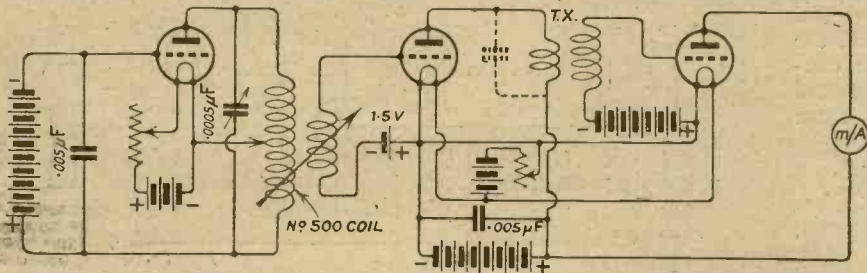 T.X.
.0005µF
.005µF
1.5 V
Nº 500 COIL
.005µF
m/A